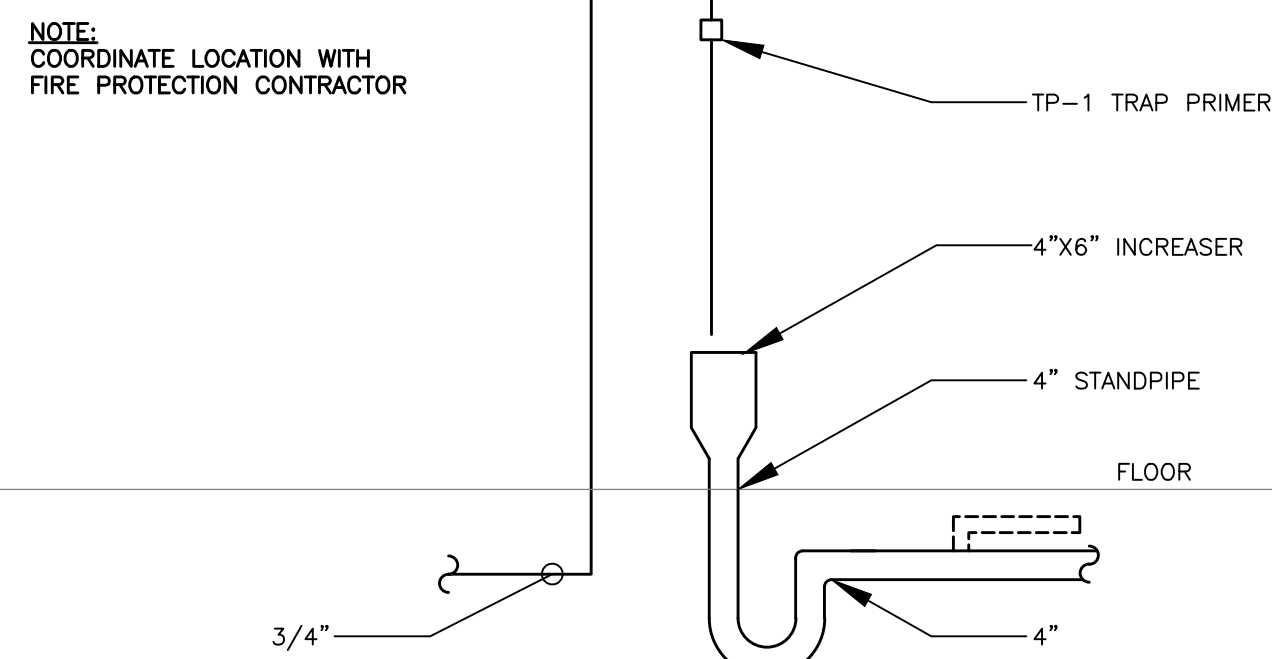 NOTE:
COORDINATE LOCATION WITH
FIRE PROTECTION CONTRACTOR
TP-1 TRAP PRIMER
4"X6" INCREASER
4" STANDPIPE
FLOOR
3/4"
4"